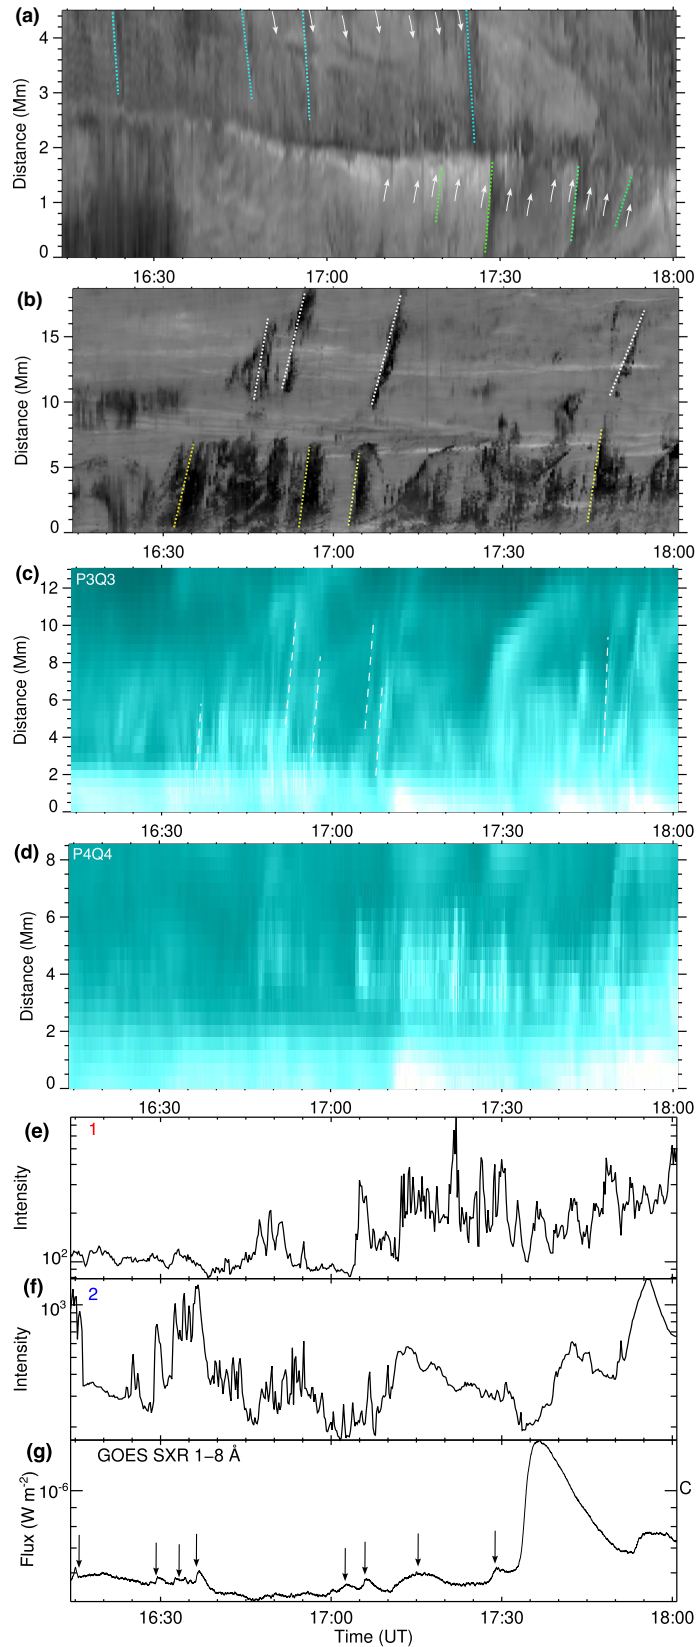 (a)
4
3
2
1
0
Distance (Mm)
16:30 17:00 17:30 18:00
(b)
15
10
5
0
Distance (Mm)
16:30 17:00 17:30 18:00
(c)
P3Q3
12
10
8
6
4
2
0
Distance (Mm)
16:30 17:00 17:30 18:00
(d)
P4Q4
8
6
4
2
0
Distance (Mm)
16:30 17:00 17:30 18:00
(e)
1
Intensity
10²
(f)
2
10³
Intensity
(g)
GOES SXR 1−8 Å
10⁻⁶
C
Flux (W m⁻²)
16:30 17:00 17:30 18:00
Time (UT)